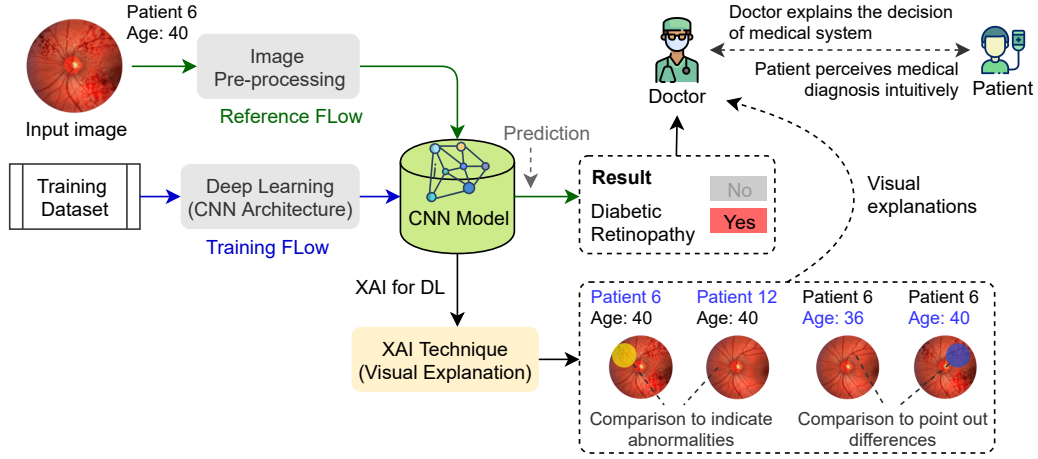 Patient 6
Age: 40
Input image
Image
Pre-processing
Reference FLow
Training
Dataset
Deep Learning
(CNN Architecture)
Training FLow
CNN Model
Prediction
Result
No
Diabetic
Retinopathy
Yes
Doctor
Doctor explains the decision
of medical system
Patient perceives medical
diagnosis intuitively
Patient
Visual
explanations
XAI for DL
XAI Technique
(Visual Explanation)
Patient 6
Age: 40
Patient 12
Age: 40
Patient 6
Age: 36
Patient 6
Age: 40
Comparison to indicate
abnormalities
Comparison to point out
differences